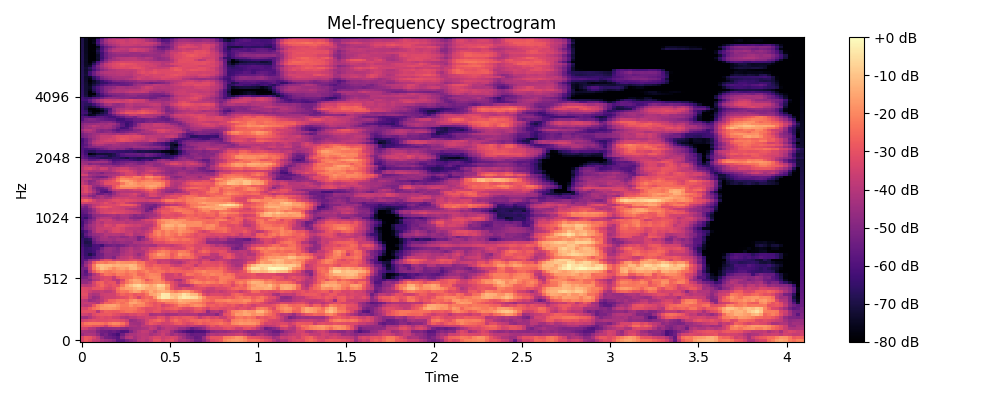 Mel-frequency spectrogram
Hz
4096
2048
1024
512
0
0 0.5 1 1.5 2 2.5 3 3.5 4
Time
+0 dB
-10 dB
-20 dB
-30 dB
-40 dB
-50 dB
-60 dB
-70 dB
-80 dB